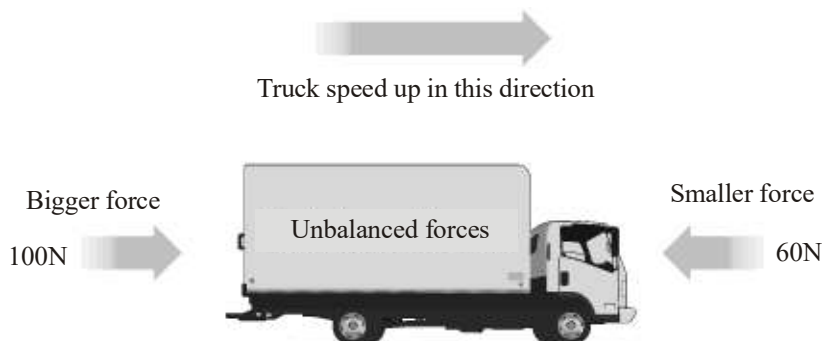 Truck speed up in this direction
Bigger force
Smaller force
Unbalanced forces
100N
60N